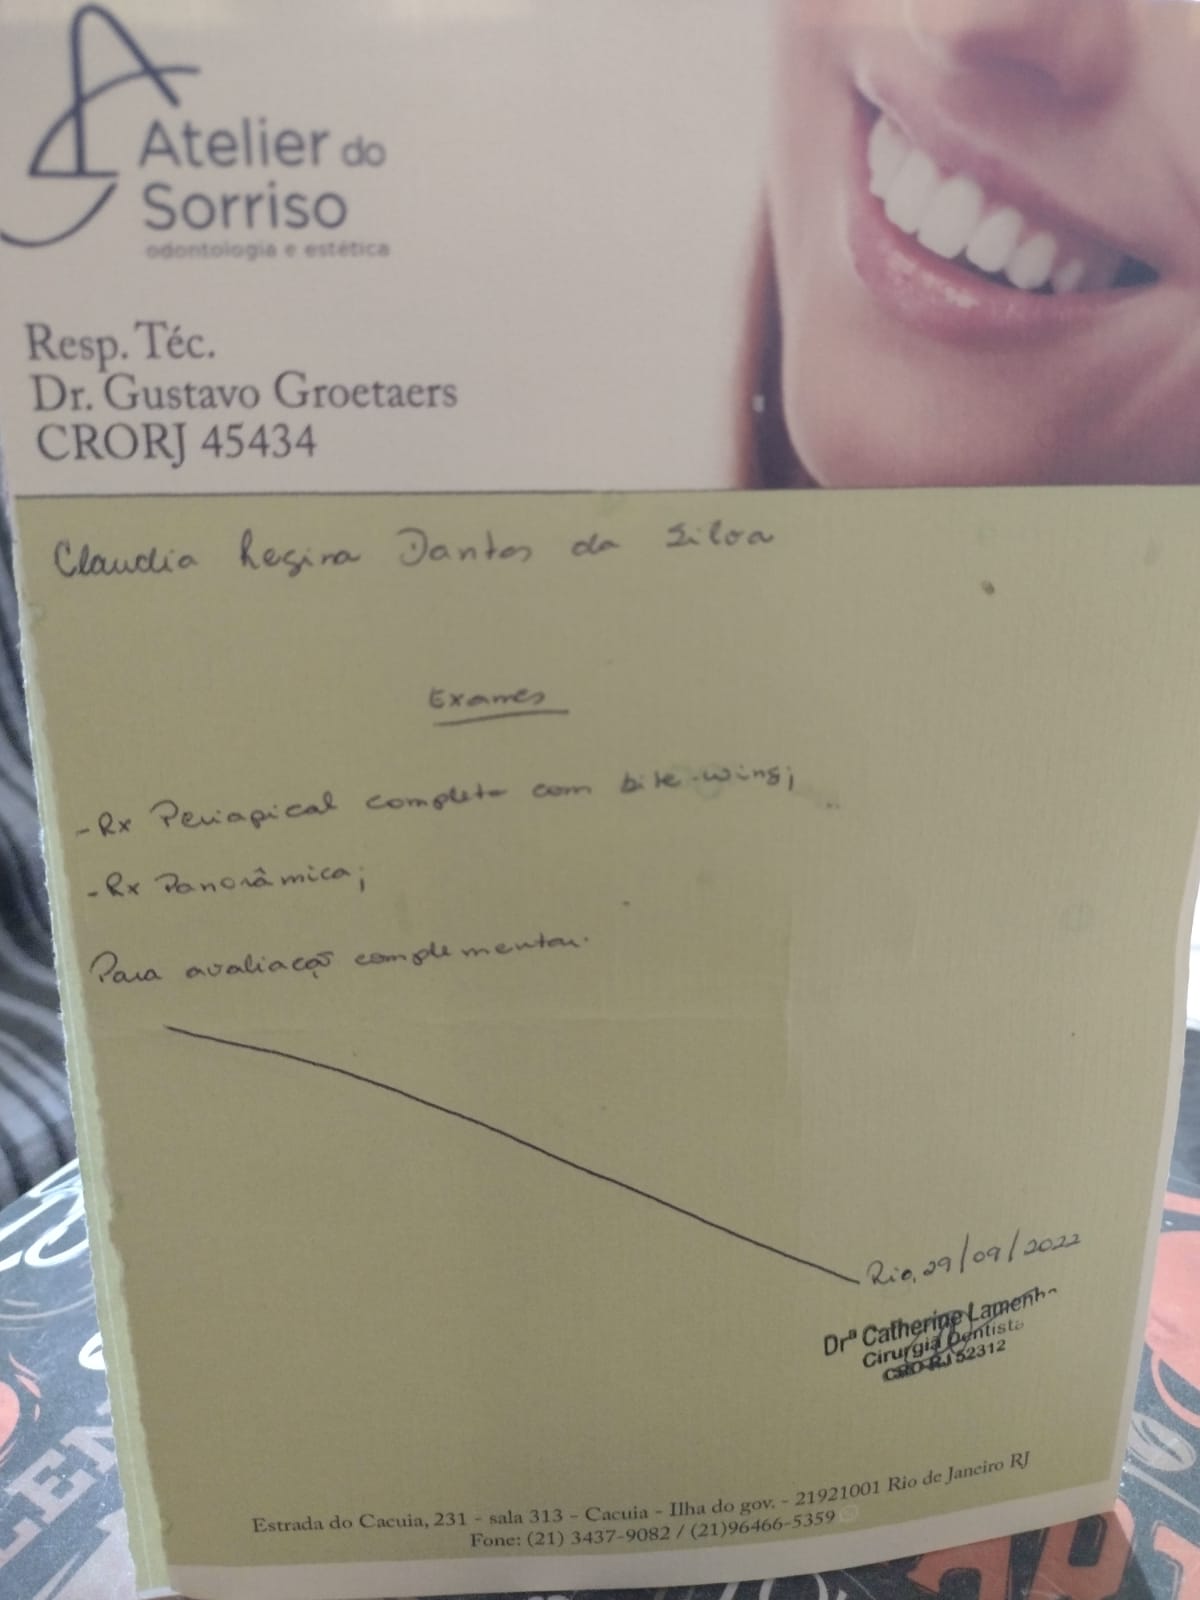 Atelier do
Sorriso
odontologia e estética
Resp. Téc.
Dr. Gustavo Groetaers
CRORJ 45434
Claudia Regina Dantas da Silva
Exames
- Rx Periapical completo com bite-wing;
- Rx Panorâmica;
Para avaliação complementar.
Rio, 29/09/2022
Drª Catherine Lamenha
Cirurgiã Dentista
CRO-RJ 52312
Estrada do Cacuia, 231 - sala 313 - Cacuia - Ilha do gov. - 21921001 Rio de Janeiro RJ
Fone: (21) 3437-9082 / (21)96466-5359